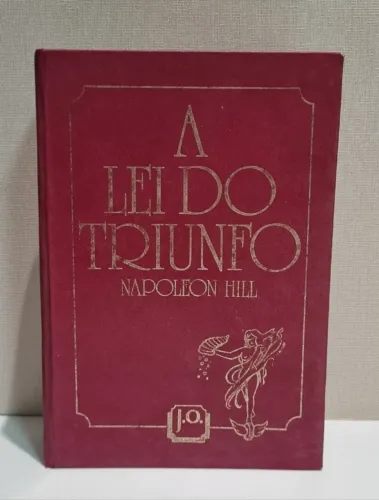 A
LEI DO
TRIUNFO
NAPOLEON HILL
J.O.